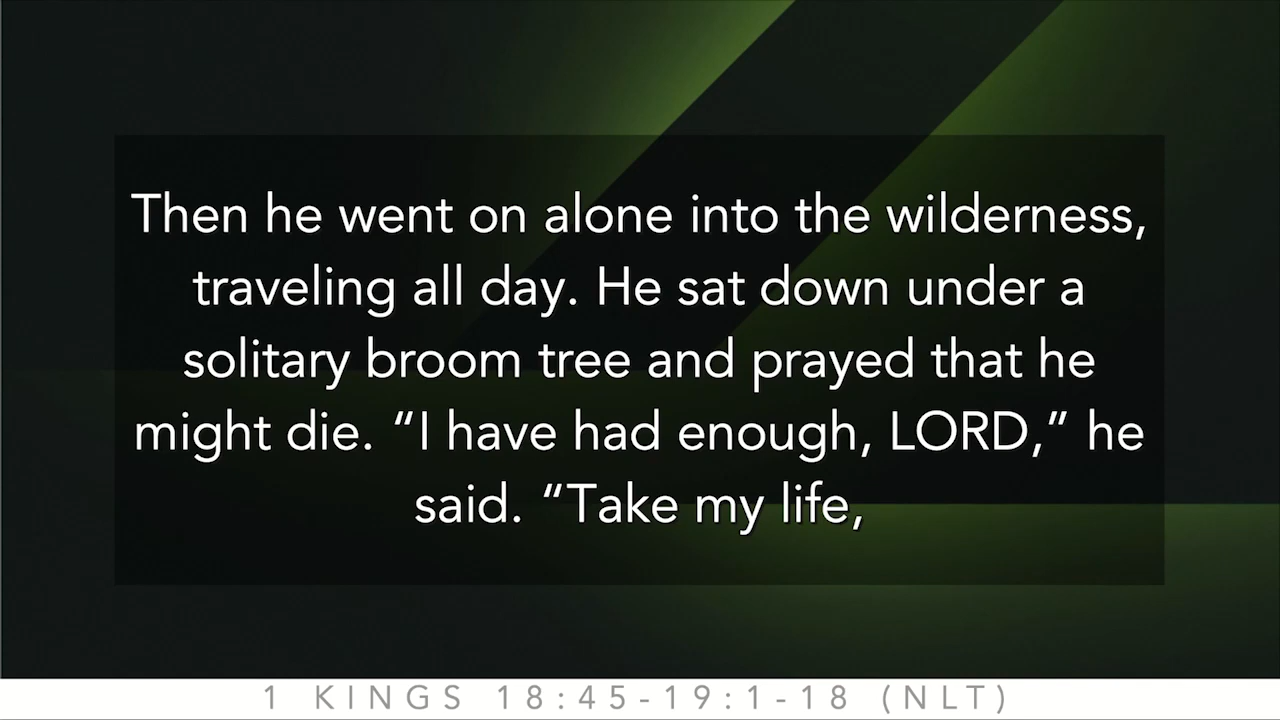 Then he went on alone into the wilderness,
traveling all day. He sat down under a
solitary broom tree and prayed that he
might die. “I have had enough, LORD,” he
said. “Take my life,
1 KINGS 18:45-19:1-18 (NLT)